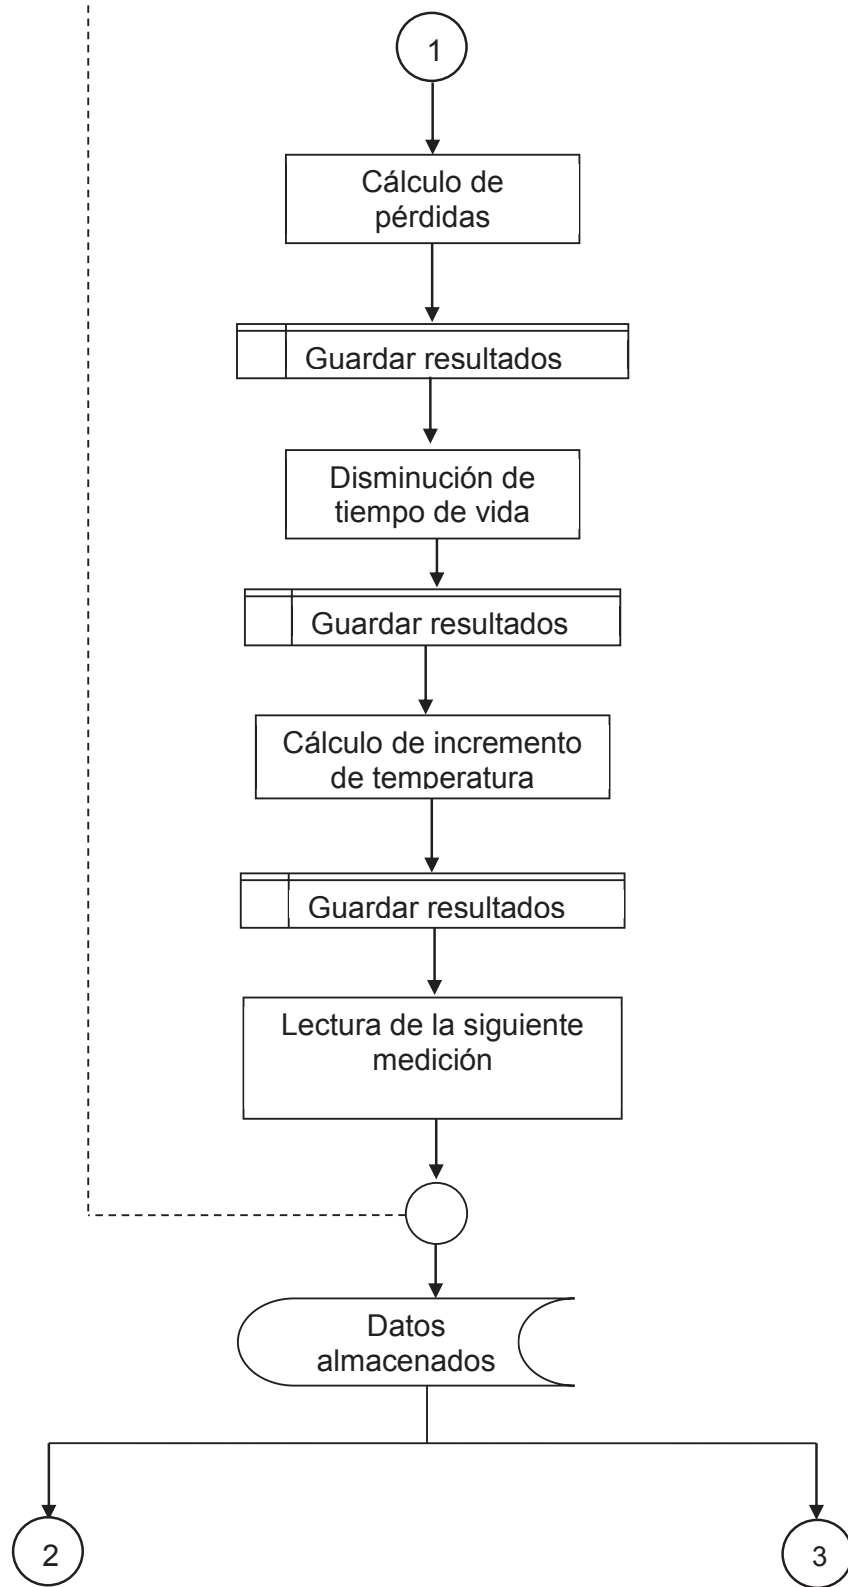 1
Cálculo de
pérdidas
Guardar resultados
Disminución de
tiempo de vida
Guardar resultados
Cálculo de incremento
de temperatura
Guardar resultados
Lectura de la siguiente
medición
Datos
almacenados
2
3